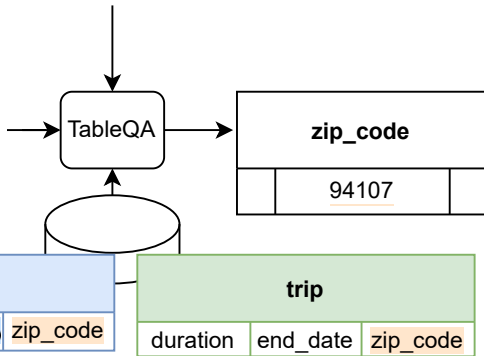 TableQA
zip_code
94107
trip
zip_code
duration end_date zip_code